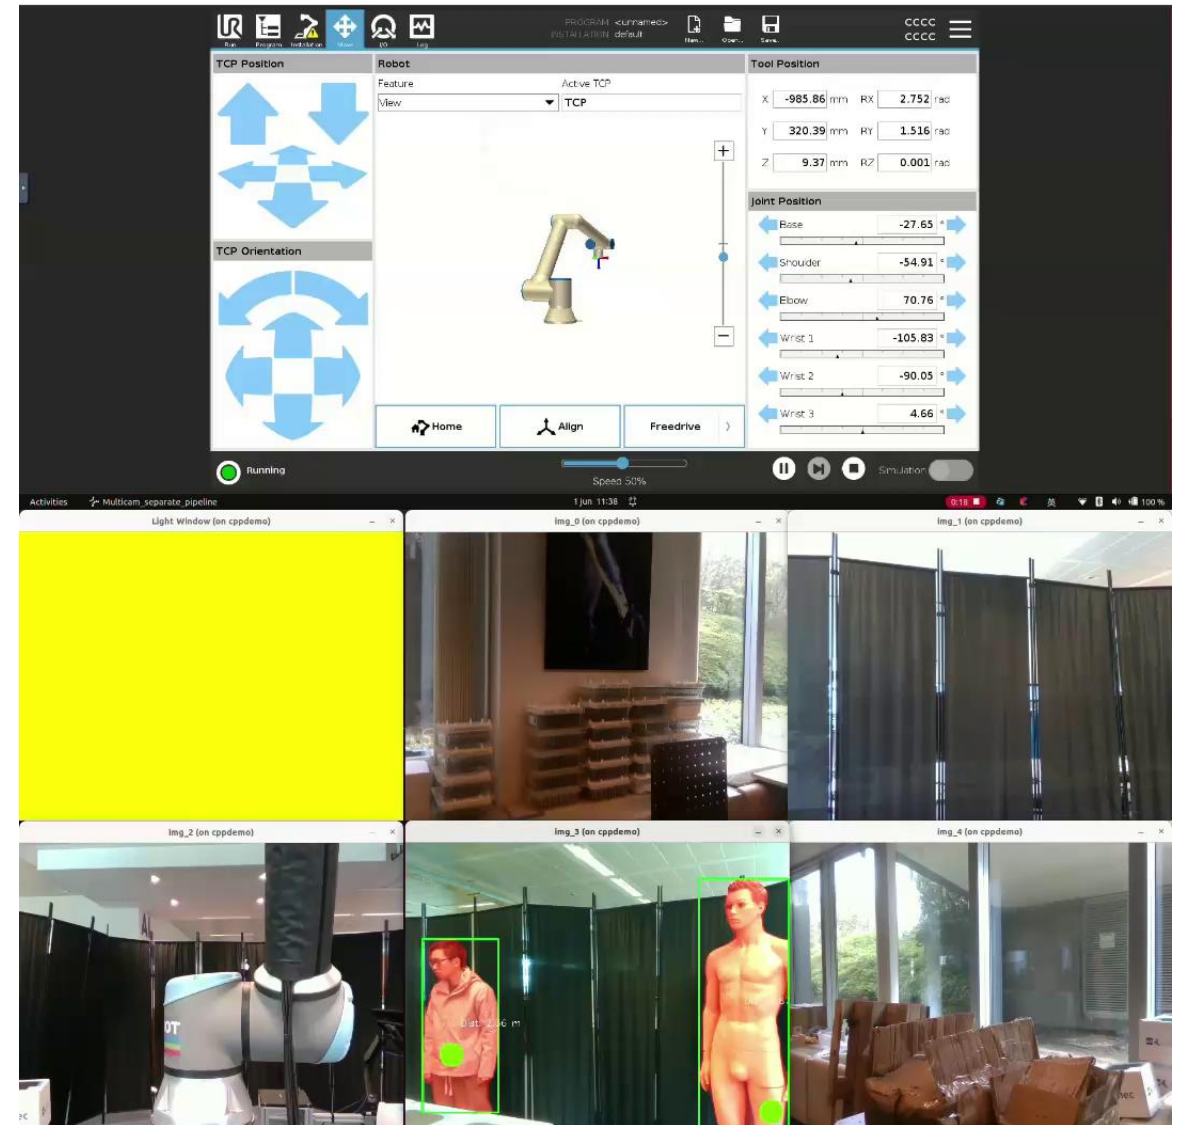 PROGRAM <unnamed>
INSTALLATION default
CCCC
CCCC
Run Program Installation Move I/O Log New... Open... Save...
TCP Position
Robot
Tool Position
Feature
Active TCP
View
TCP
X -985.86 mm RX 2.752 rad
Y 320.39 mm RY 1.516 rad
Z 9.37 mm RZ 0.001 rad
Joint Position
Base -27.65 °
TCP Orientation
Shoulder -54.91 °
Elbow 70.76 °
Wrist 1 -105.83 °
Wrist 2 -90.05 °
Wrist 3 4.66 °
Home
Align
Freedrive
Running
Speed 50%
Simulation
Activities Multicam_separate_pipeline 1 Jun 11:38 0:18 英 100 %
Light Window (on cppdemo)
img_0 (on cppdemo)
img_1 (on cppdemo)
img_2 (on cppdemo)
img_3 (on cppdemo)
img_4 (on cppdemo)
OT